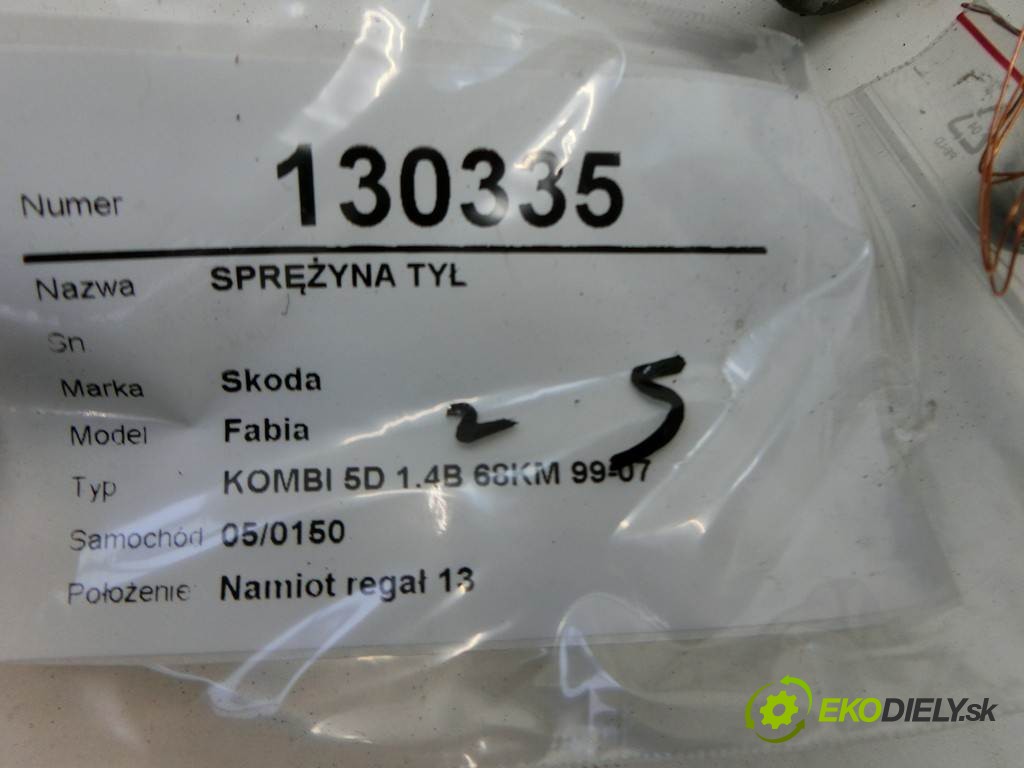 Numer 130335
Nazwa SPRĘŻYNA TYŁ
Sn
Marka Skoda
Model Fabia
2 5
Typ KOMBI 5D 1.4B 68KM 99-07
Samochód 05/0150
Położenie Namiot regał 13
EKODIELY.sk